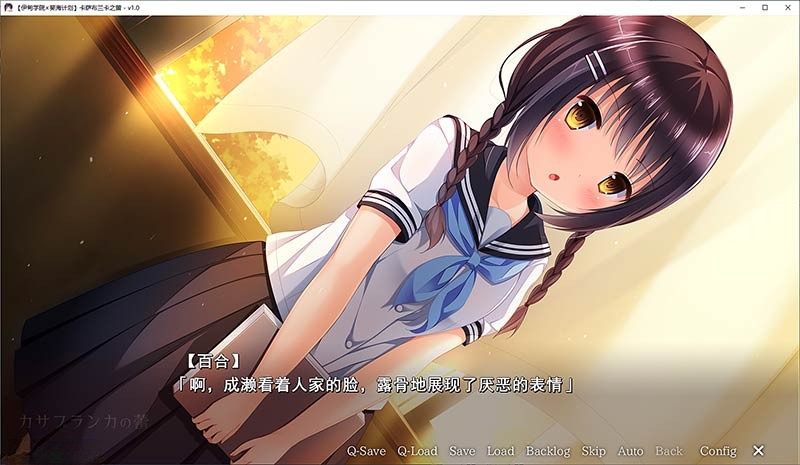 【伊甸学院×爱海计划】卡萨布兰卡之蕾 - v1.0
【百合】
「啊，成濑看着人家的脸，露骨地展现了厌恶的表情」
カサブランカの蕾
Q-Save Q-Load Save Load Backlog Skip Auto Back Config